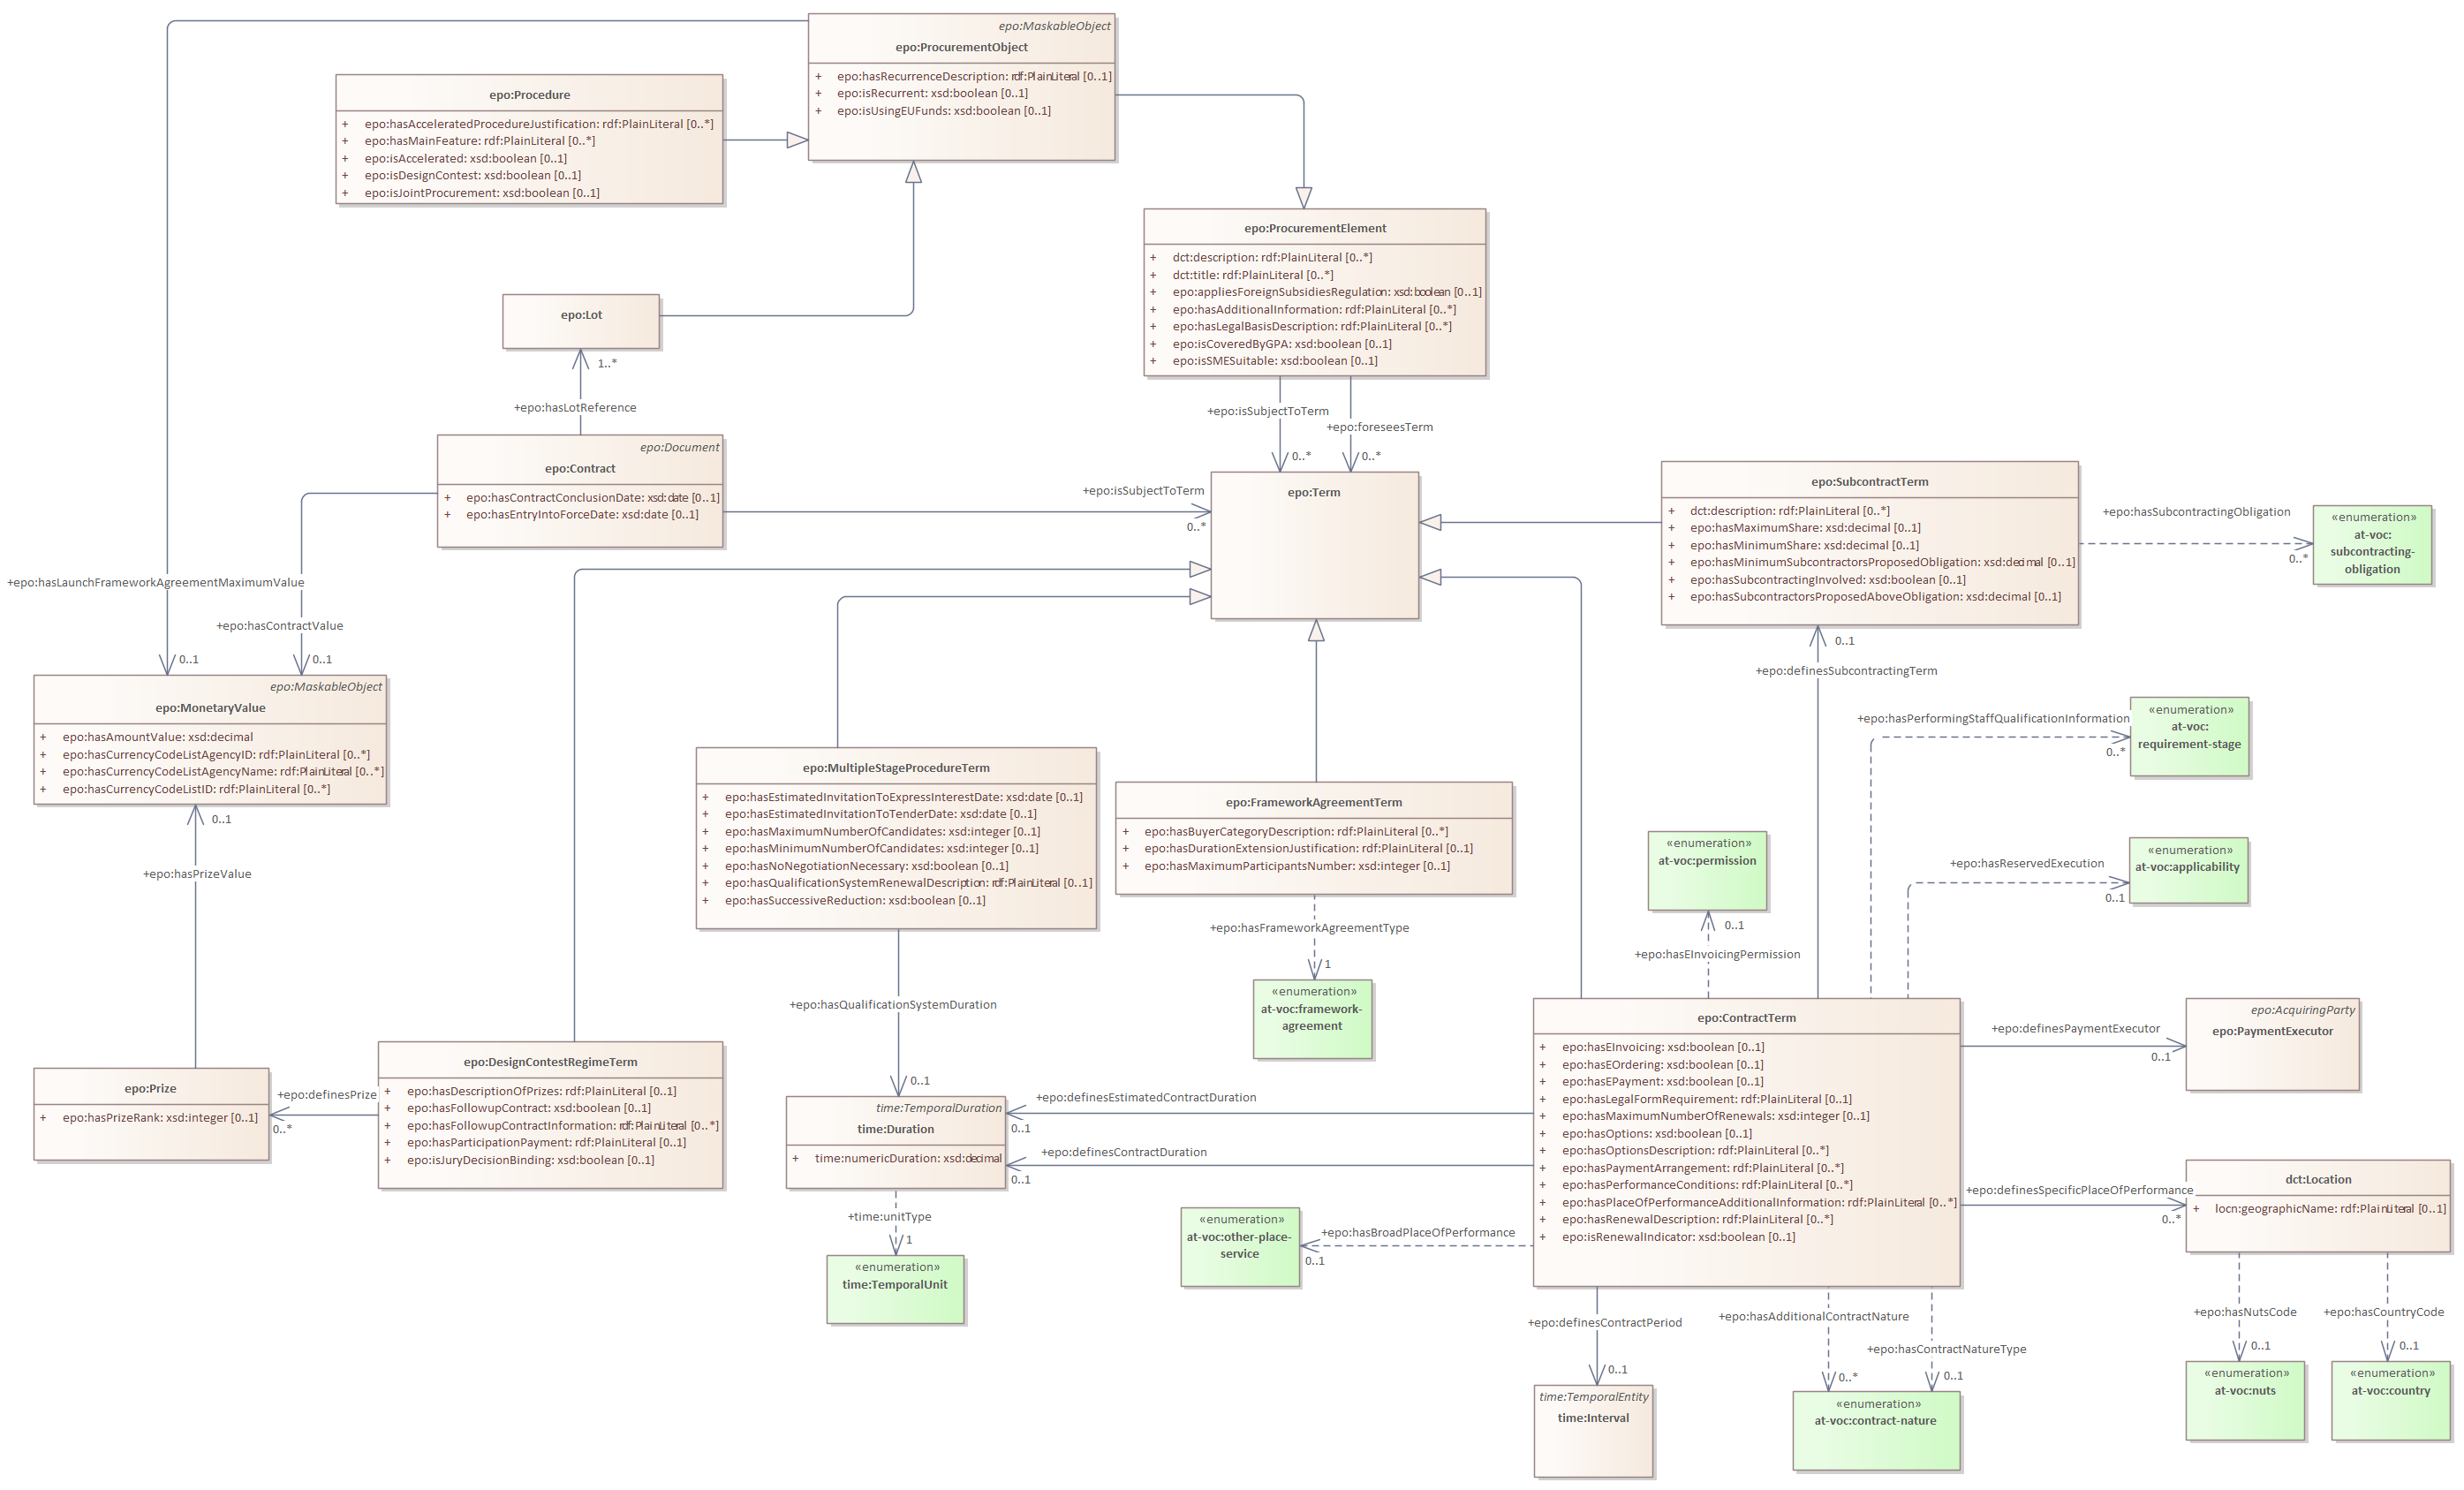 epo:MaskableObject
epo:ProcurementObject
+ epo:hasRecurrenceDescription: rdf:PlainLiteral [0..1]
+ epo:isRecurrent: xsd:boolean [0..1]
+ epo:isUsingEUFunds: xsd:boolean [0..1]
epo:Procedure
+ epo:hasAcceleratedProcedureJustification: rdf:PlainLiteral [0..*]
+ epo:hasMainFeature: rdf:PlainLiteral [0..*]
+ epo:isAccelerated: xsd:boolean [0..1]
+ epo:isDesignContest: xsd:boolean [0..1]
+ epo:isJointProcurement: xsd:boolean [0..1]
epo:ProcurementElement
+ dct:description: rdf:PlainLiteral [0..*]
+ dct:title: rdf:PlainLiteral [0..*]
+ epo:appliesForeignSubsidiesRegulation: xsd:boolean [0..1]
+ epo:hasAdditionalInformation: rdf:PlainLiteral [0..*]
+ epo:hasLegalBasisDescription: rdf:PlainLiteral [0..*]
+ epo:isCoveredByGPA: xsd:boolean [0..1]
+ epo:isSMESuitable: xsd:boolean [0..1]
epo:Lot
1..*
+epo:hasLotReference
+epo:isSubjectToTerm
0..*
+epo:foreseesTerm
0..*
epo:Document
epo:Contract
+ epo:hasContractConclusionDate: xsd:date [0..1]
+ epo:hasEntryIntoForceDate: xsd:date [0..1]
+epo:isSubjectToTerm
0..*
epo:Term
epo:SubcontractTerm
+ dct:description: rdf:PlainLiteral [0..*]
+ epo:hasMaximumShare: xsd:decimal [0..1]
+ epo:hasMinimumShare: xsd:decimal [0..1]
+ epo:hasMinimumSubcontractorsProposedObligation: xsd:decimal [0..1]
+ epo:hasSubcontractingInvolved: xsd:boolean [0..1]
+ epo:hasSubcontractorsProposedAboveObligation: xsd:decimal [0..1]
+epo:hasSubcontractingObligation
0..*
«enumeration»
at-voc:
subcontracting-
obligation
+epo:hasLaunchFrameworkAgreementMaximumValue
0..1
+epo:hasContractValue
0..1
epo:MaskableObject
epo:MonetaryValue
+ epo:hasAmountValue: xsd:decimal
+ epo:hasCurrencyCodeListAgencyID: rdf:PlainLiteral [0..*]
+ epo:hasCurrencyCodeListAgencyName: rdf:PlainLiteral [0..*]
+ epo:hasCurrencyCodeListID: rdf:PlainLiteral [0..*]
0..1
+epo:hasPrizeValue
0..1
+epo:definesSubcontractingTerm
+epo:hasPerformingStaffQualificationInformation
0..*
«enumeration»
at-voc:
requirement-stage
epo:MultipleStageProcedureTerm
+ epo:hasEstimatedInvitationToExpressInterestDate: xsd:date [0..1]
+ epo:hasEstimatedInvitationToTenderDate: xsd:date [0..1]
+ epo:hasMaximumNumberOfCandidates: xsd:integer [0..1]
+ epo:hasMinimumNumberOfCandidates: xsd:integer [0..1]
+ epo:hasNoNegotiationNecessary: xsd:boolean [0..1]
+ epo:hasQualificationSystemRenewalDescription: rdf:PlainLiteral [0..1]
+ epo:hasSuccessiveReduction: xsd:boolean [0..1]
epo:FrameworkAgreementTerm
+ epo:hasBuyerCategoryDescription: rdf:PlainLiteral [0..*]
+ epo:hasDurationExtensionJustification: rdf:PlainLiteral [0..1]
+ epo:hasMaximumParticipantsNumber: xsd:integer [0..1]
+epo:hasFrameworkAgreementType
1
«enumeration»
at-voc:framework-
agreement
«enumeration»
at-voc:permission
0..1
+epo:hasEInvoicingPermission
+epo:hasReservedExecution
0..1
«enumeration»
at-voc:applicability
+epo:hasQualificationSystemDuration
0..1
epo:Prize
+ epo:hasPrizeRank: xsd:integer [0..1]
+epo:definesPrize
0..*
epo:DesignContestRegimeTerm
+ epo:hasDescriptionOfPrizes: rdf:PlainLiteral [0..1]
+ epo:hasFollowupContract: xsd:boolean [0..1]
+ epo:hasFollowupContractInformation: rdf:PlainLiteral [0..*]
+ epo:hasParticipationPayment: rdf:PlainLiteral [0..1]
+ epo:isJuryDecisionBinding: xsd:boolean [0..1]
time:TemporalDuration
time:Duration
+ time:numericDuration: xsd:decimal
+epo:definesEstimatedContractDuration
0..1
+epo:definesContractDuration
0..1
+time:unitType
1
«enumeration»
time:TemporalUnit
epo:ContractTerm
+ epo:hasEInvoicing: xsd:boolean [0..1]
+ epo:hasEOrdering: xsd:boolean [0..1]
+ epo:hasEPayment: xsd:boolean [0..1]
+ epo:hasLegalFormRequirement: rdf:PlainLiteral [0..1]
+ epo:hasMaximumNumberOfRenewals: xsd:integer [0..1]
+ epo:hasOptions: xsd:boolean [0..1]
+ epo:hasOptionsDescription: rdf:PlainLiteral [0..*]
+ epo:hasPaymentArrangement: rdf:PlainLiteral [0..*]
+ epo:hasPerformanceConditions: rdf:PlainLiteral [0..*]
+ epo:hasPlaceOfPerformanceAdditionalInformation: rdf:PlainLiteral [0..*]
+ epo:hasRenewalDescription: rdf:PlainLiteral [0..*]
+ epo:isRenewalIndicator: xsd:boolean [0..1]
+epo:definesPaymentExecutor
0..1
epo:AcquiringParty
epo:PaymentExecutor
+epo:definesSpecificPlaceOfPerformance
0..*
dct:Location
+ locn:geographicName: rdf:PlainLiteral [0..1]
«enumeration»
at-voc:other-place-
service
+epo:hasBroadPlaceOfPerformance
0..1
+epo:definesContractPeriod
0..1
time:TemporalEntity
time:Interval
+epo:hasAdditionalContractNature
0..*
+epo:hasContractNatureType
0..1
«enumeration»
at-voc:contract-nature
+epo:hasNutsCode
0..1
«enumeration»
at-voc:nuts
+epo:hasCountryCode
0..1
«enumeration»
at-voc:country